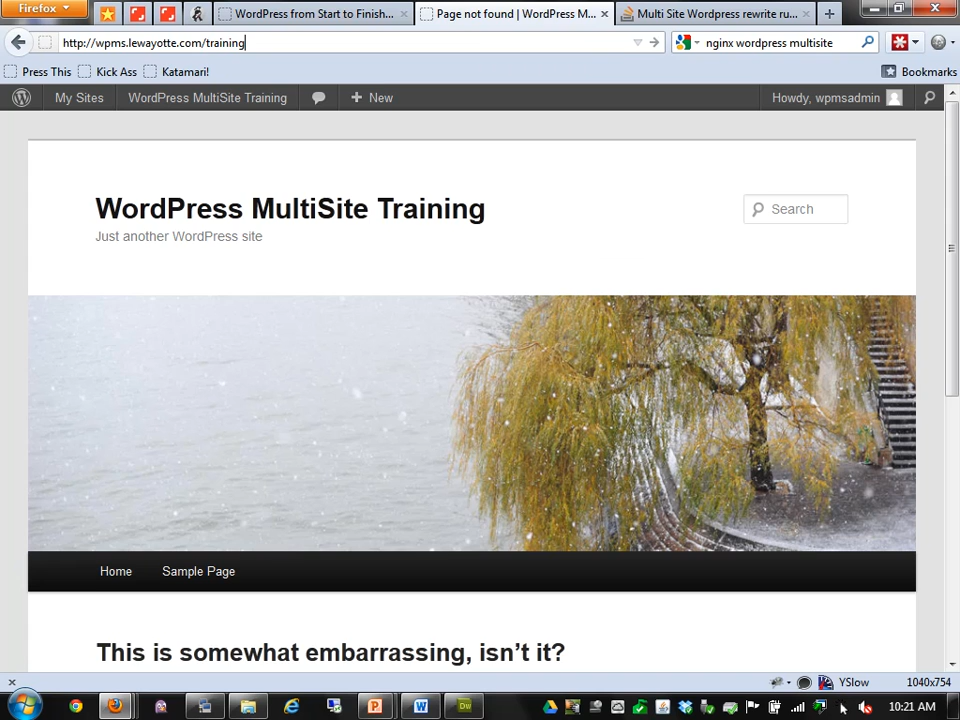 Firefox
WordPress from Start to Finish...
Page not found | WordPress M...
Multi Site Wordpress rewrite ru...
http://wpms.lewayotte.com/training
nginx wordpress multisite
Press This
Kick Ass
Katamari!
Bookmarks
My Sites
WordPress MultiSite Training
New
Howdy, wpmsadmin
WordPress MultiSite Training
Just another WordPress site
Search
Home
Sample Page
This is somewhat embarrassing, isn’t it?
YSlow
1040x754
Dw
10:21 AM